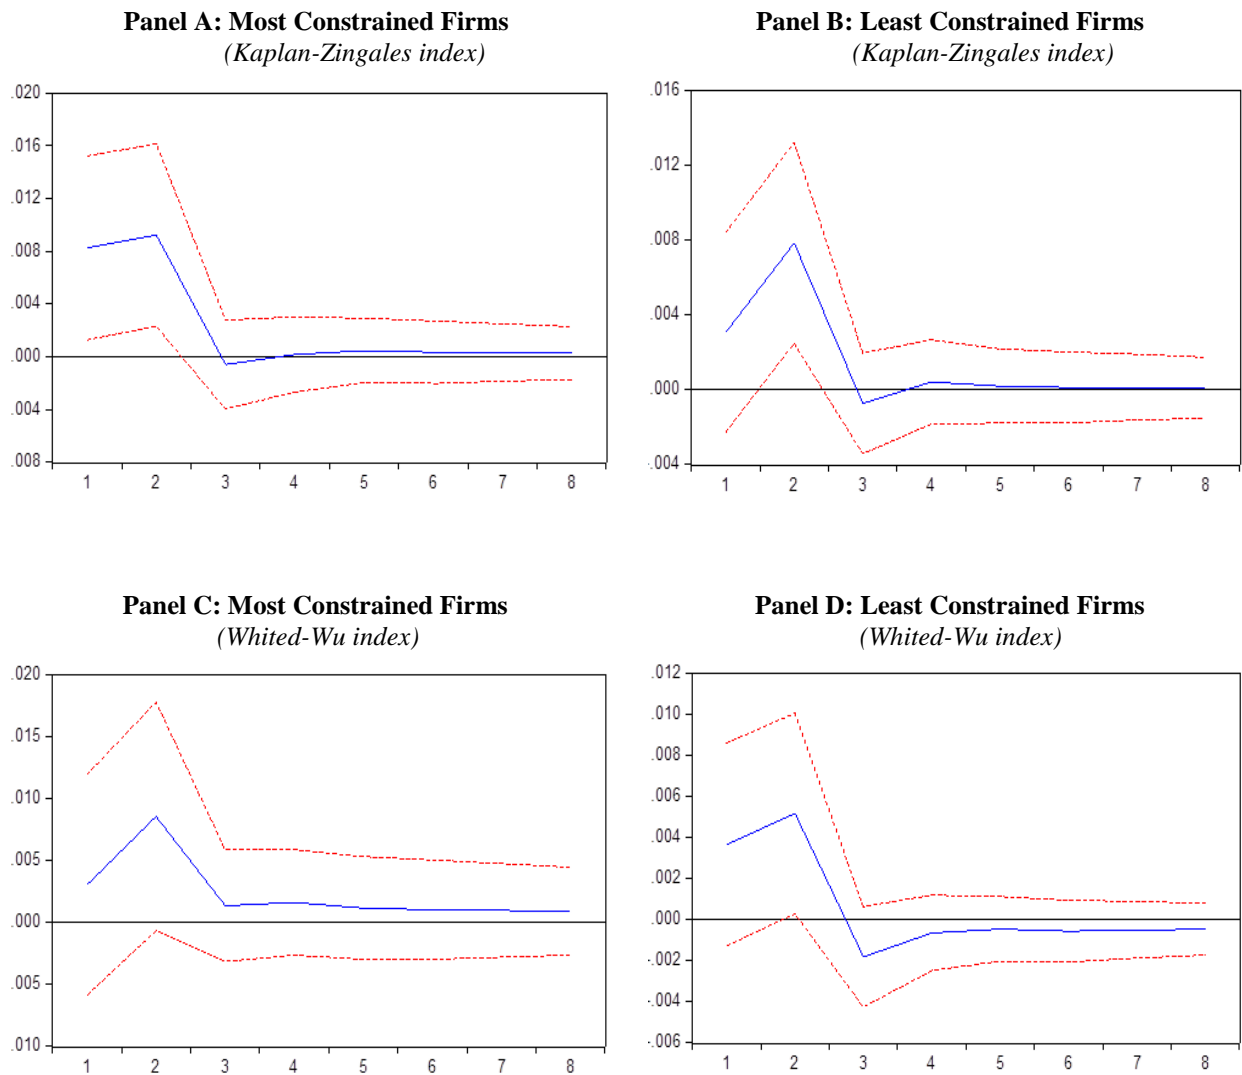 Panel A: Most Constrained Firms
(Kaplan-Zingales index)
.020
.016
.012
.008
.004
.000
.004
.008
1 2 3 4 5 6 7 8
Panel B: Least Constrained Firms
(Kaplan-Zingales index)
.016
.012
.008
.004
.000
-.004
1 2 3 4 5 6 7 8
Panel C: Most Constrained Firms
(Whited-Wu index)
.020
.015
.010
.005
.000
.005
.010
1 2 3 4 5 6 7 8
Panel D: Least Constrained Firms
(Whited-Wu index)
.012
.010
.008
.006
.004
.002
.000
-.002
-.004
-.006
1 2 3 4 5 6 7 8